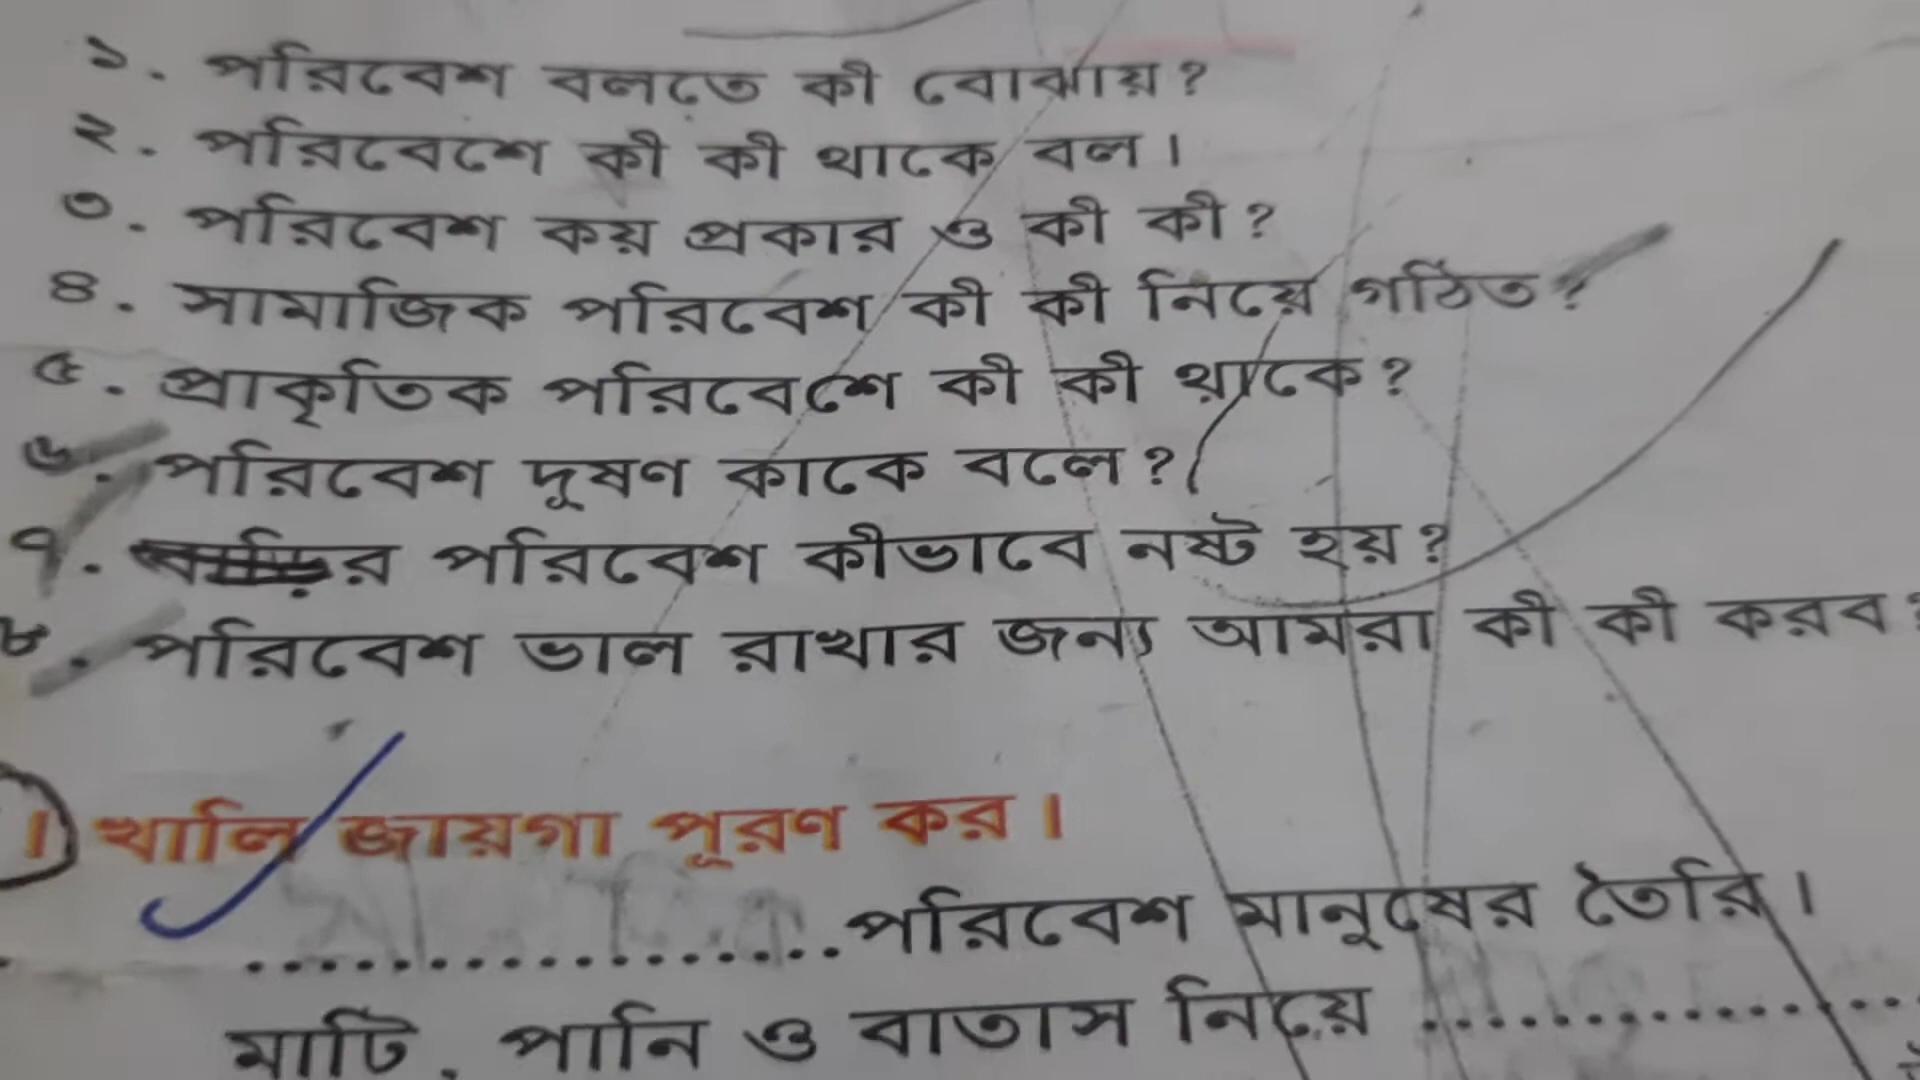 ১. পরিবেশ বলতে কী বোঝায়?
২. পরিবেশে কী কী থাকে বল।
৩. পরিবেশ কয় প্রকার ও কী কী?
৪. সামাজিক পরিবেশ কী কী নিয়ে গঠিত?
৫. প্রাকৃতিক পরিবেশে কী কী থাকে?
৬. পরিবেশ দূষণ কাকে বলে?
৭. পরিবেশ কীভাবে নষ্ট হয়?
৮. পরিবেশ ভাল রাখার জন্য আমরা কী কী করব?
। খালি জায়গা পূরণ কর।
..................পরিবেশ মানুষের তৈরি।
মাটি, পানি ও বাতাস নিয়ে ..............